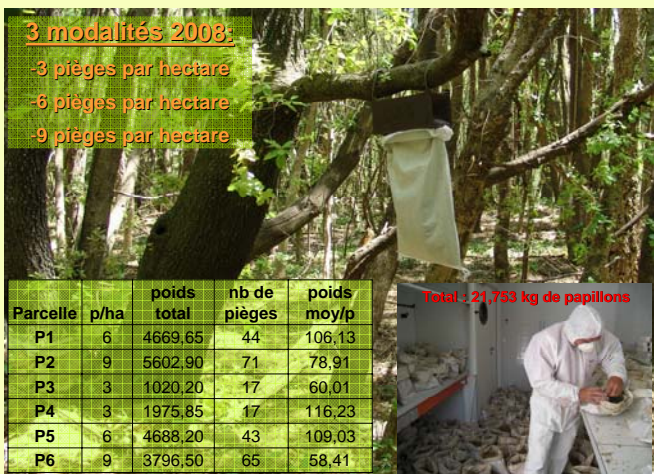 3 modalités 2008:
-3 pièges par hectare
-6 pièges par hectare
-9 pièges par hectare
Parcelle p/ha poids total nb de pièges poids moy/p
P1 6 4669,65 44 106,13
P2 9 5602,90 71 78,91
P3 3 1020,20 17 60,01
P4 3 1975,85 17 116,23
P5 6 4688,20 43 109,03
P6 9 3796,50 65 58,41
Total : 21,753 kg de papillons